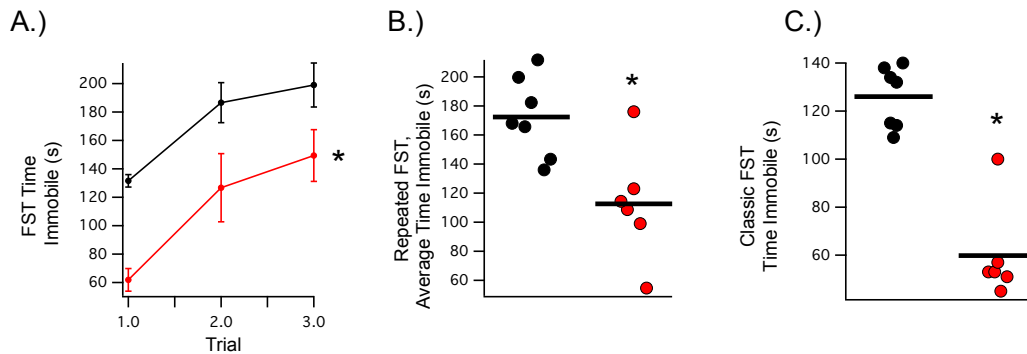 A.)
FST Time
Immobile (s)
200
180
160
140
120
100
80
60
*
1.0
2.0
3.0
Trial
B.)
Repeated FST,
Average Time Immobile (s)
200
180
160
140
120
100
80
60
*
C.)
Classic FST
Time Immobile (s)
140
120
100
80
60
*